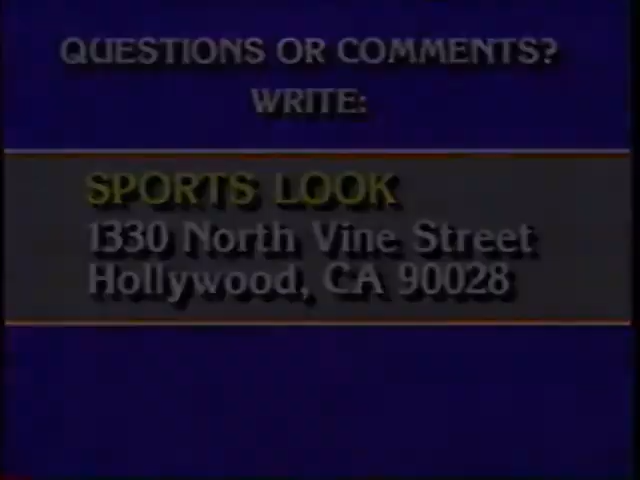 QUESTIONS OR COMMENTS?
WRITE:
SPORTS LOOK
1330 North Vine Street
Hollywood, CA 90028